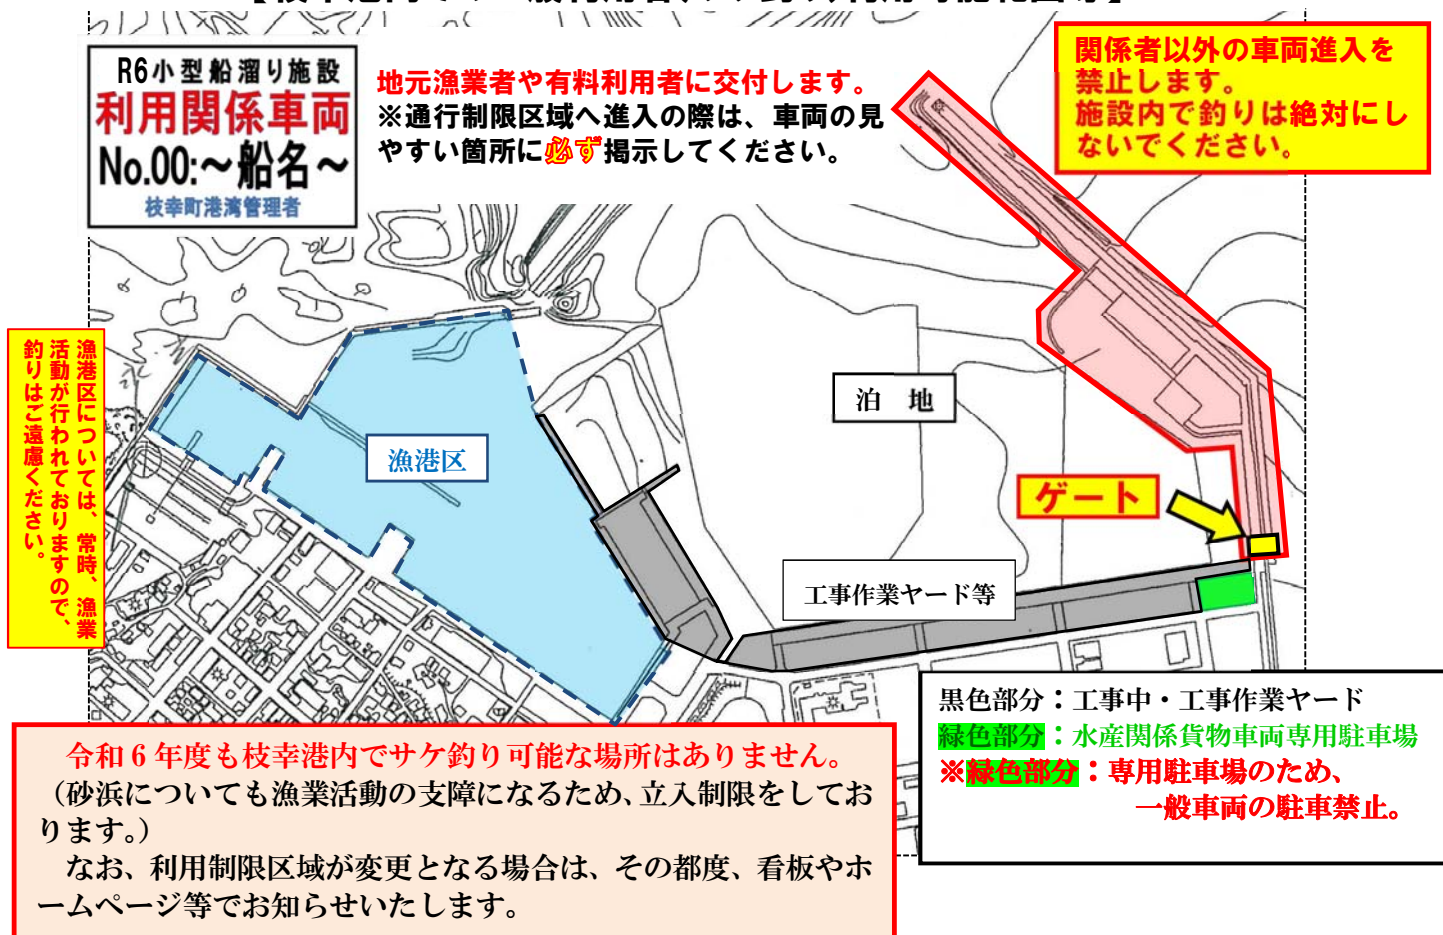 R6小型船溜り施設
利用関係車両
No.00:～船名～
枝幸町港湾管理者
地元漁業者や有料利用者に交付します。
※通行制限区域へ進入の際は、車両の見
やすい箇所に必ず掲示してください。
関係者以外の車両進入を
禁止します。
施設内で釣りは絶対にし
ないでください。
漁港区については、常時、漁業
活動が行われておりますので、
釣りはご遠慮ください。
漁港区
泊 地
ゲート
工事作業ヤード等
黒色部分：工事中・工事作業ヤード
緑色部分：水産関係貨物車両専用駐車場
※緑色部分：専用駐車場のため、
一般車両の駐車禁止。
令和６年度も枝幸港内でサケ釣り可能な場所はありません。
（砂浜についても漁業活動の支障になるため、立入制限をしてお
ります。）
なお、利用制限区域が変更となる場合は、その都度、看板やホ
ームページ等でお知らせいたします。